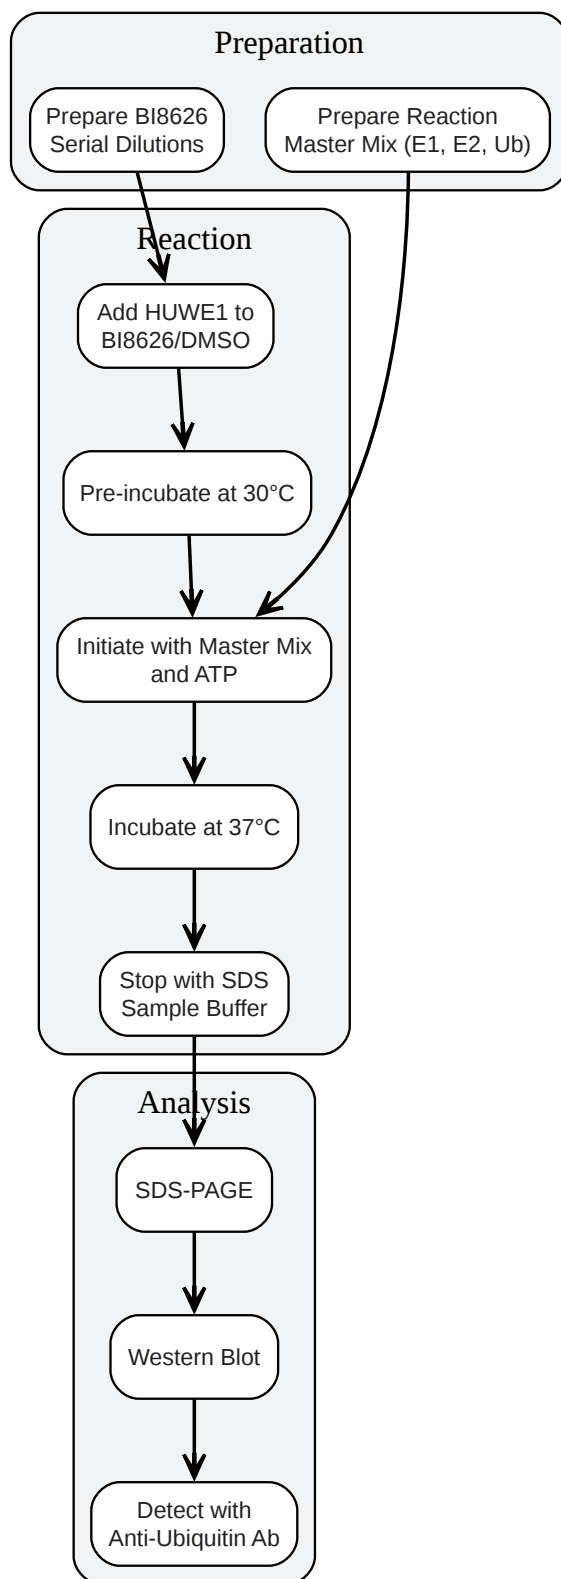 Preparation
Prepare BI8626
Serial Dilutions
Prepare Reaction
Master Mix (E1, E2, Ub)
Reaction
Add HUWE1 to
BI8626/DMSO
Pre-incubate at 30°C
Initiate with Master Mix
and ATP
Incubate at 37°C
Stop with SDS
Sample Buffer
Analysis
SDS-PAGE
Western Blot
Detect with
Anti-Ubiquitin Ab